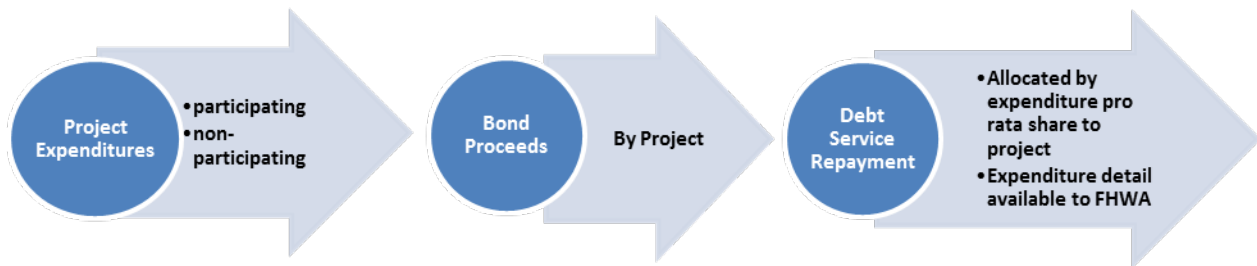 Project
Expenditures
•participating
•non-
participating
Bond
Proceeds
By Project
Debt
Service
Repayment
•Allocated by
expenditure pro
rata share to
project
•Expenditure detail
available to FHWA